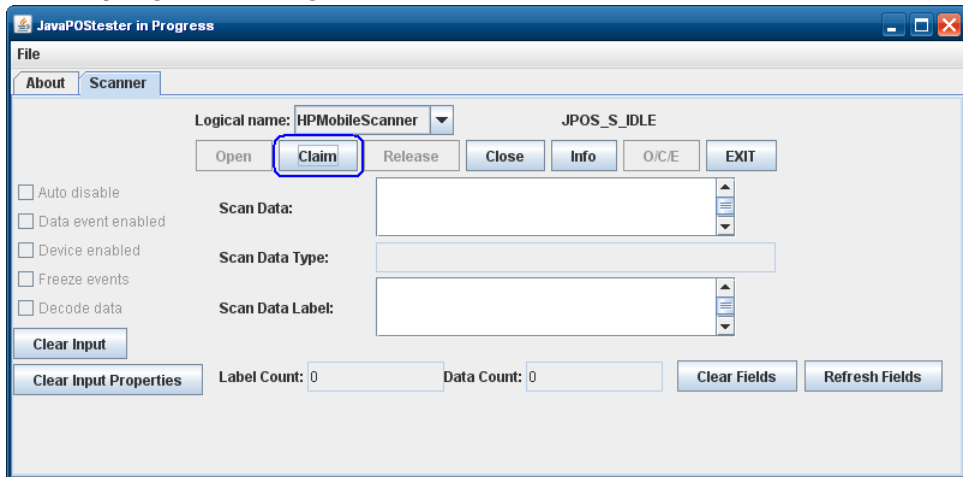 JavaPOStester in Progress
File
About Scanner
Logical name: HPMobileScanner JPOS_S_IDLE
Open Claim Release Close Info O/C/E EXIT
Auto disable
Data event enabled
Device enabled
Freeze events
Decode data
Scan Data:
Scan Data Type:
Scan Data Label:
Clear Input
Clear Input Properties
Label Count: 0 Data Count: 0 Clear Fields Refresh Fields